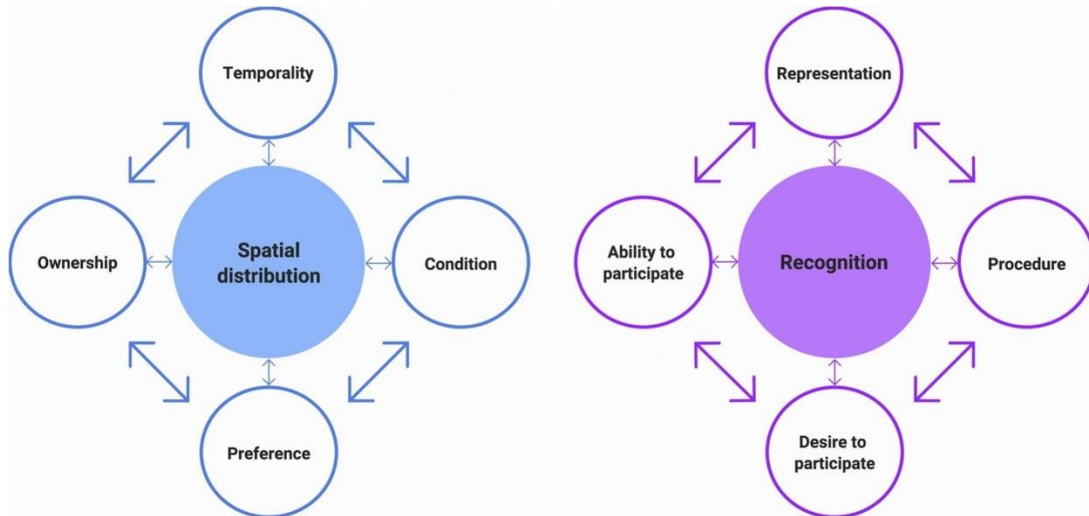 Temporality
Ownership
Spatial
distribution
Condition
Preference
Representation
Ability to
participate
Recognition
Procedure
Desire to
participate